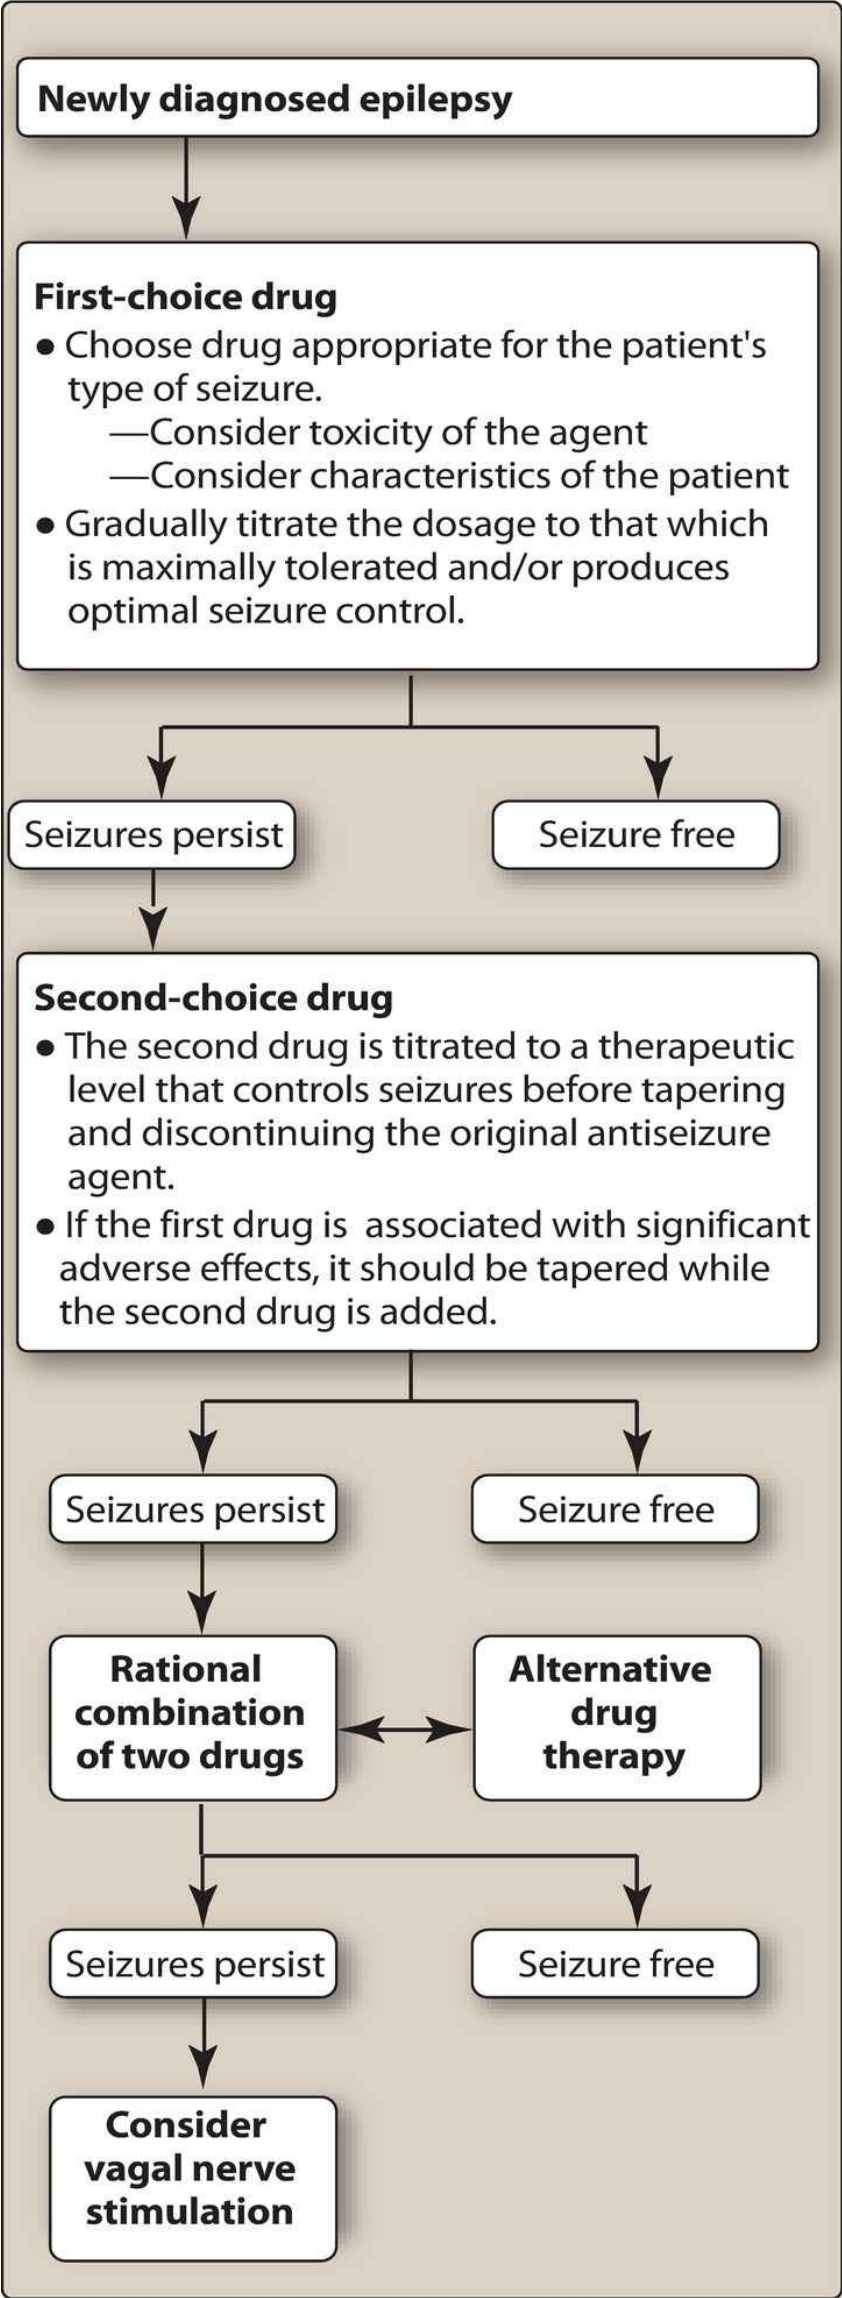 Newly diagnosed epilepsy
First-choice drug
● Choose drug appropriate for the patient's
type of seizure.
—Consider toxicity of the agent
—Consider characteristics of the patient
● Gradually titrate the dosage to that which
is maximally tolerated and/or produces
optimal seizure control.
Seizures persist
Seizure free
Second-choice drug
● The second drug is titrated to a therapeutic
level that controls seizures before tapering
and discontinuing the original antiseizure
agent.
● If the first drug is associated with significant
adverse effects, it should be tapered while
the second drug is added.
Seizures persist
Seizure free
Rational
combination
of two drugs
Alternative
drug
therapy
Seizures persist
Seizure free
Consider
vagal nerve
stimulation